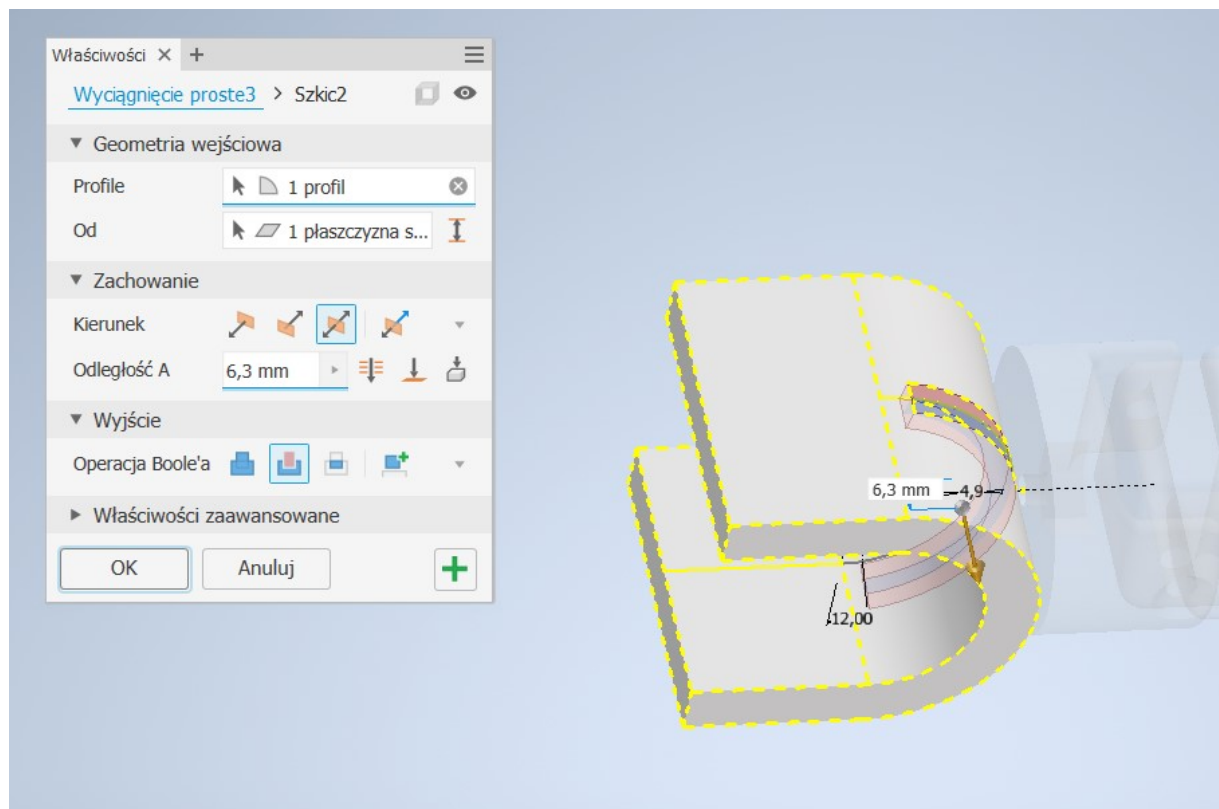 Właściwości × +
Wyciągnięcie proste3 > Szkic2
Geometria wejściowa
Profile 1 profil
Od 1 płaszczyzna s...
Zachowanie
Kierunek
Odległość A 6,3 mm
Wyjście
Operacja Boole'a
Właściwości zaawansowane
OK Anuluj +
6,3 mm 4,9
12,00